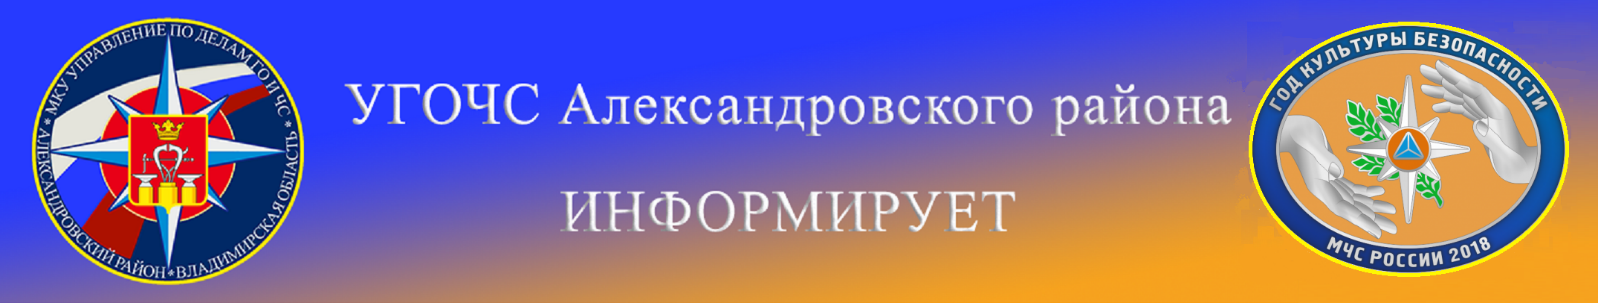 * МКУ УПРАВЛЕНИЕ ПО ДЕЛАМ ГО И ЧС *
АЛЕКСАНДРОВСКИЙ РАЙОН * ВЛАДИМИРСКАЯ ОБЛАСТЬ
УГОЧС Александровского района
ИНФОРМИРУЕТ
ГОД КУЛЬТУРЫ БЕЗОПАСНОСТИ
МЧС РОССИИ 2018